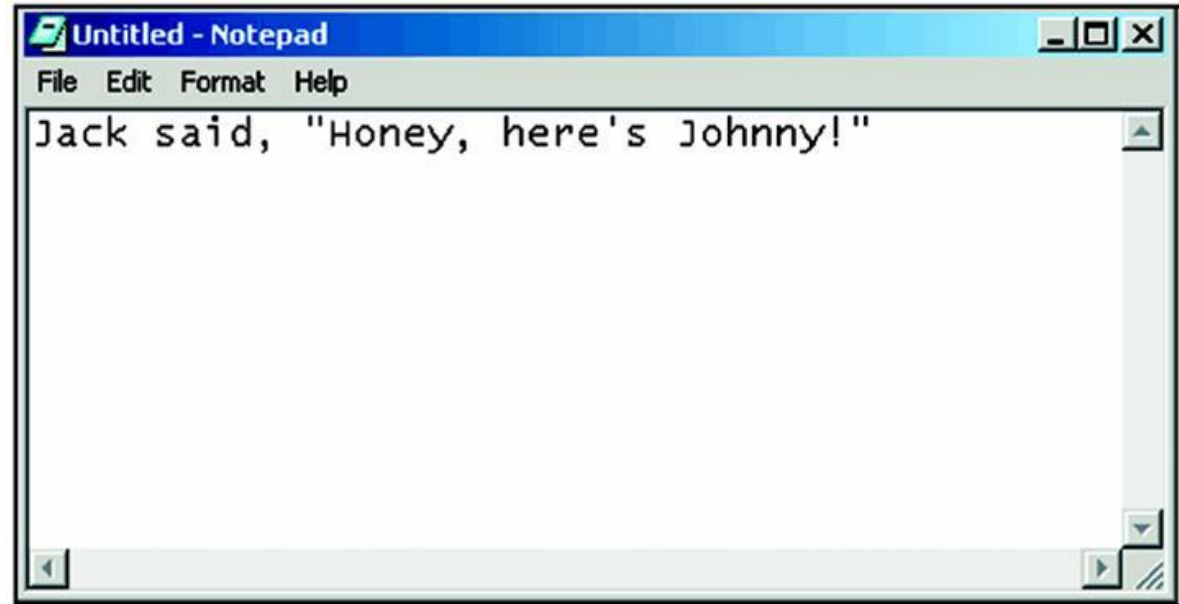 Untitled - Notepad
File Edit Format Help
Jack said, "Honey, here's Johnny!"